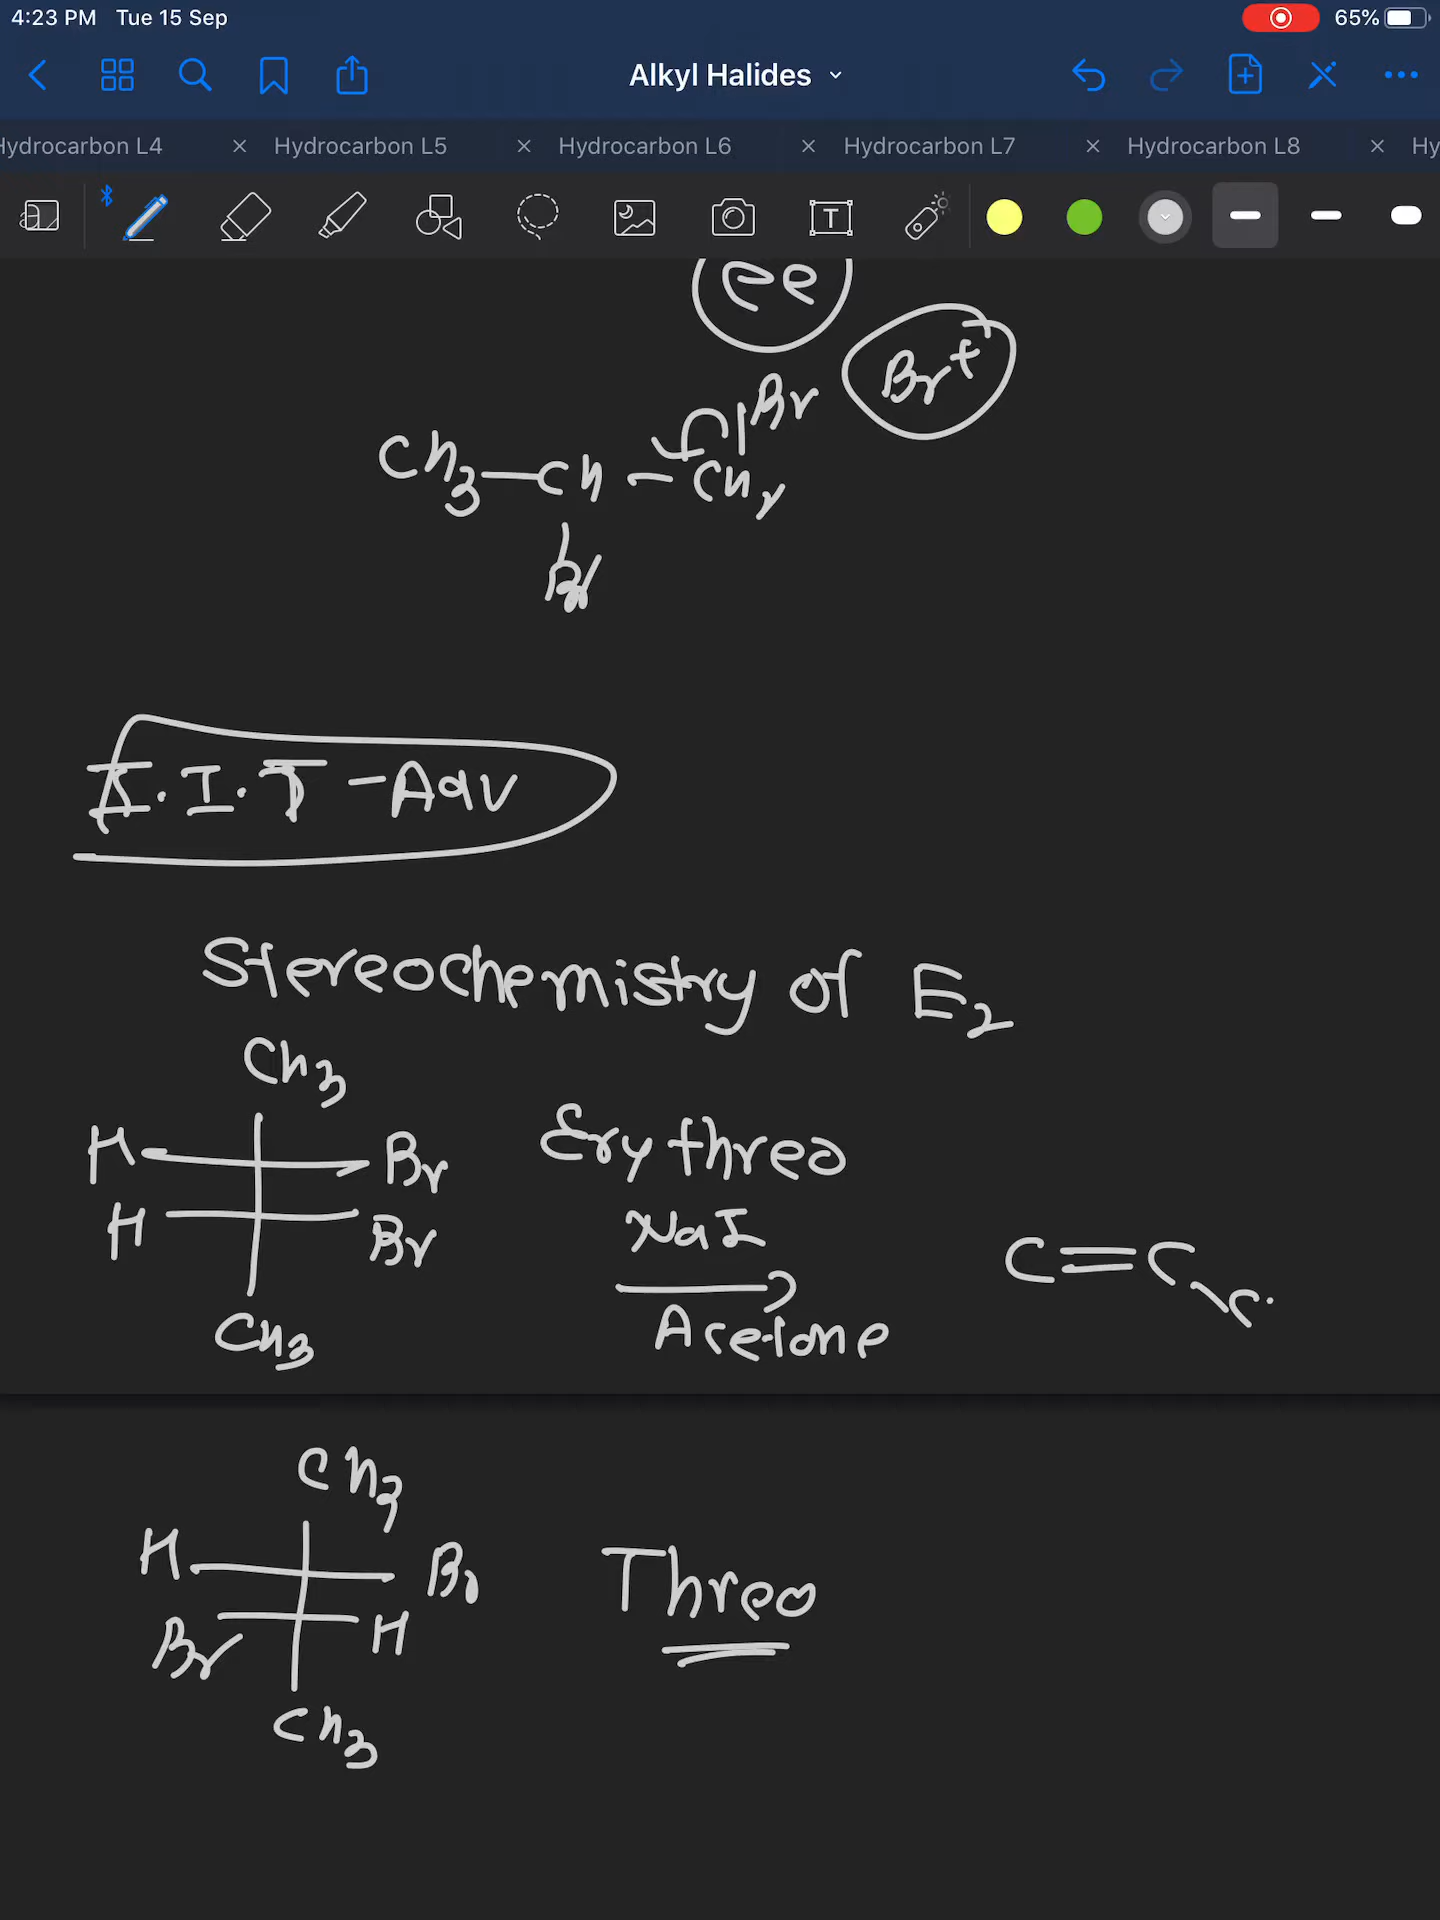 4:23 PM Tue 15 Sep 65%
Alkyl Halides
Hydrocarbon L4 Hydrocarbon L5 Hydrocarbon L6 Hydrocarbon L7 Hydrocarbon L8 Hy
a T
Br+
Br
CH3-CH-CH2
Br
I.I.T-Adv
Stereochemistry of E2
CH3
H Br Erythreo
NaI
H Br C=C
Acetone
CH3
CH3
H Br
Threo
Br H
CH3